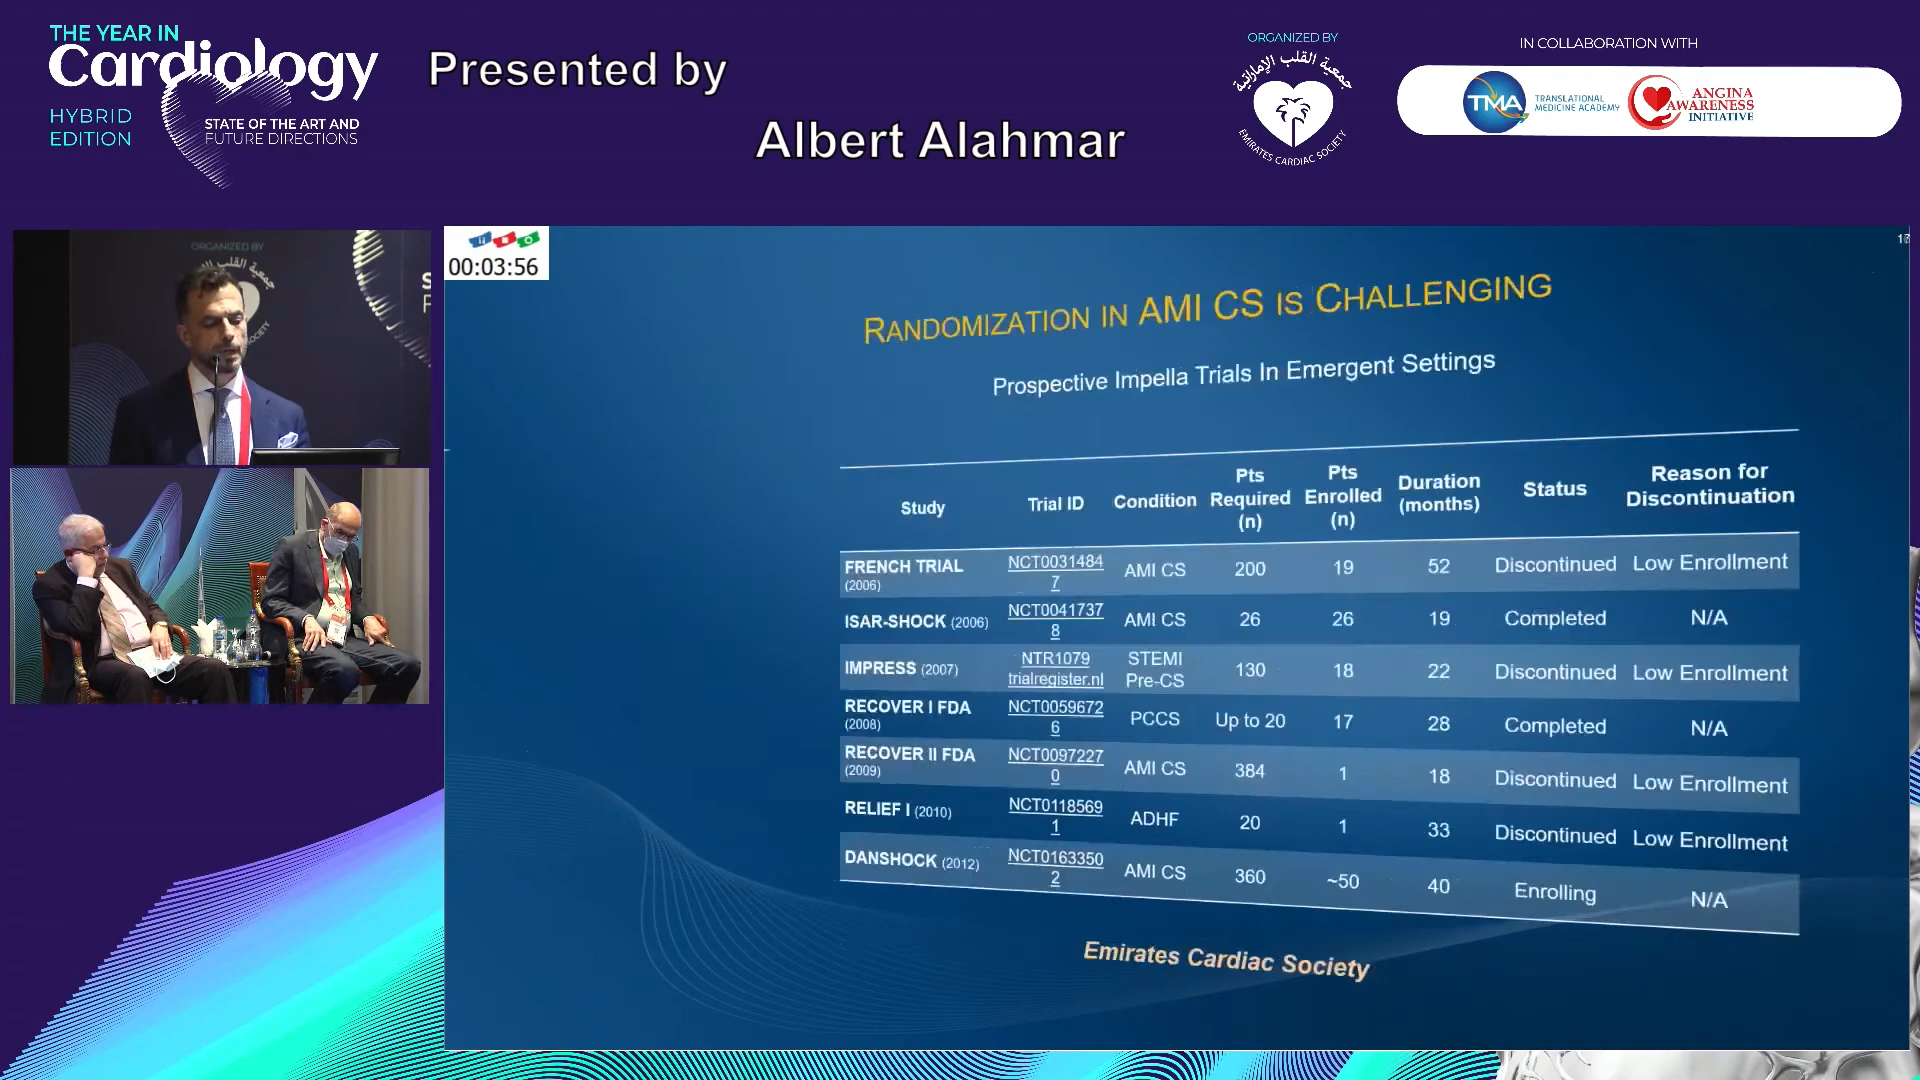 THE YEAR IN
Cardiology
HYBRID
EDITION
STATE OF THE ART AND
FUTURE DIRECTIONS
Presented by
Albert Alahmar
ORGANIZED BY
جمعية القلب الإماراتية
EMIRATES CARDIAC SOCIETY
IN COLLABORATION WITH
TMA
TRANSLATIONAL
MEDICINE ACADEMY
ANGINA
AWARENESS
INITIATIVE
ORGANIZED BY
00:03:56
RANDOMIZATION IN AMI CS IS CHALLENGING
Prospective Impella Trials In Emergent Settings
Study Trial ID Condition Pts Required (n) Pts Enrolled (n) Duration (months) Status Reason for Discontinuation
FRENCH TRIAL (2006) NCT00314847 AMI CS 200 19 52 Discontinued Low Enrollment
ISAR-SHOCK (2006) NCT00417378 AMI CS 26 26 19 Completed N/A
IMPRESS (2007) NTR1079 trialregister.nl STEMI Pre-CS 130 18 22 Discontinued Low Enrollment
RECOVER I FDA (2008) NCT00596726 PCCS Up to 20 17 28 Completed N/A
RECOVER II FDA (2009) NCT00972270 AMI CS 384 1 18 Discontinued Low Enrollment
RELIEF I (2010) NCT01185691 ADHF 20 1 33 Discontinued Low Enrollment
DANSHOCK (2012) NCT01633502 AMI CS 360 ~50 40 Enrolling N/A
Emirates Cardiac Society